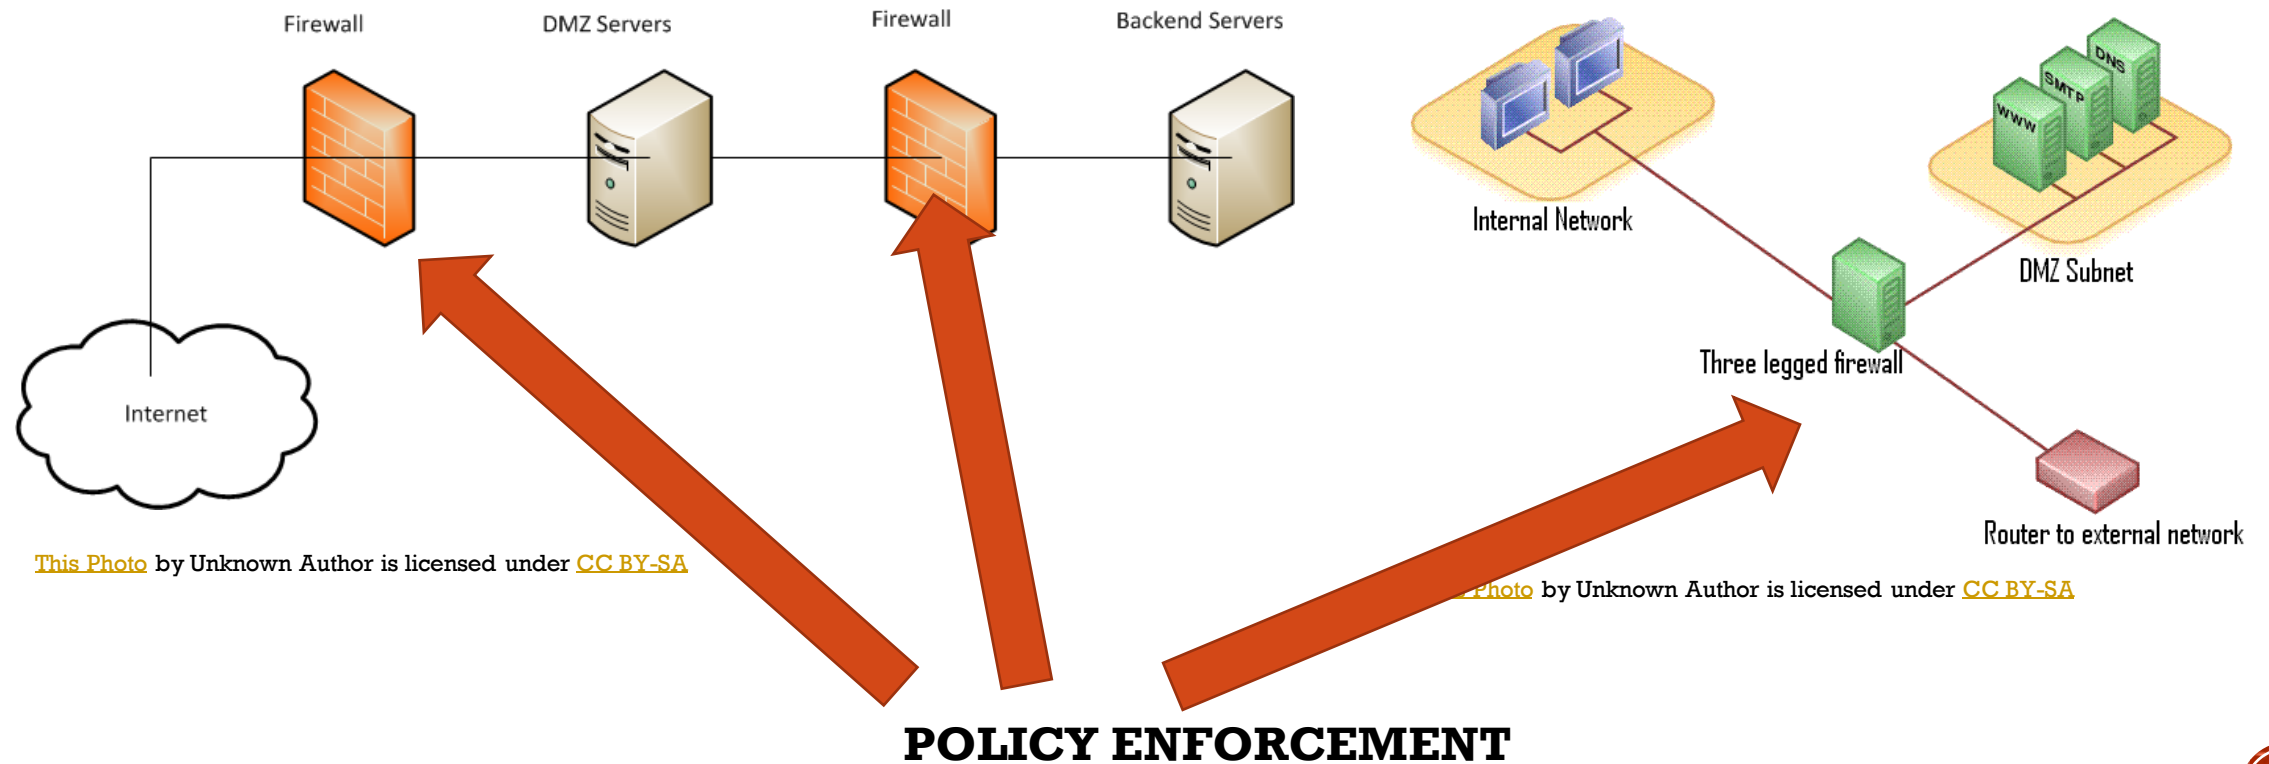 Firewall
DMZ Servers
Firewall
Backend Servers
DNS
SMTP
WWW
Internal Network
DMZ Subnet
Three legged firewall
Internet
Router to external network
This Photo by Unknown Author is licensed under CC BY-SA
Photo by Unknown Author is licensed under CC BY-SA
POLICY ENFORCEMENT